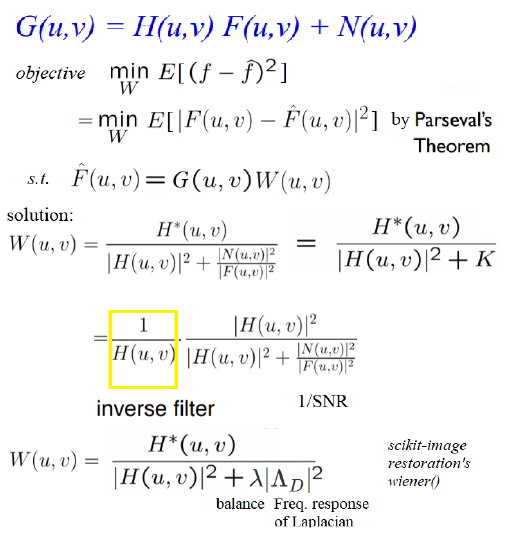 G(u,v) = H(u,v) F(u,v) + N(u,v)
objective min_W E[(f − f̂)²]
= min_W E[|F(u, v) − F̂(u, v)|²] by Parseval's Theorem
s.t. F̂(u, v) = G(u, v)W(u, v)
solution:
W(u, v) = H*(u, v) / (|H(u, v)|² + |N(u,v)|²/|F(u,v)|²) = H*(u, v) / (|H(u, v)|² + K)
= 1/H(u, v) · |H(u, v)|² / (|H(u, v)|² + |N(u,v)|²/|F(u,v)|²)
inverse filter 1/SNR
W(u, v) = H*(u, v) / (|H(u, v)|² + λ|Λ_D|²) scikit-image restoration's wiener()
balance Freq. response
of Laplacian